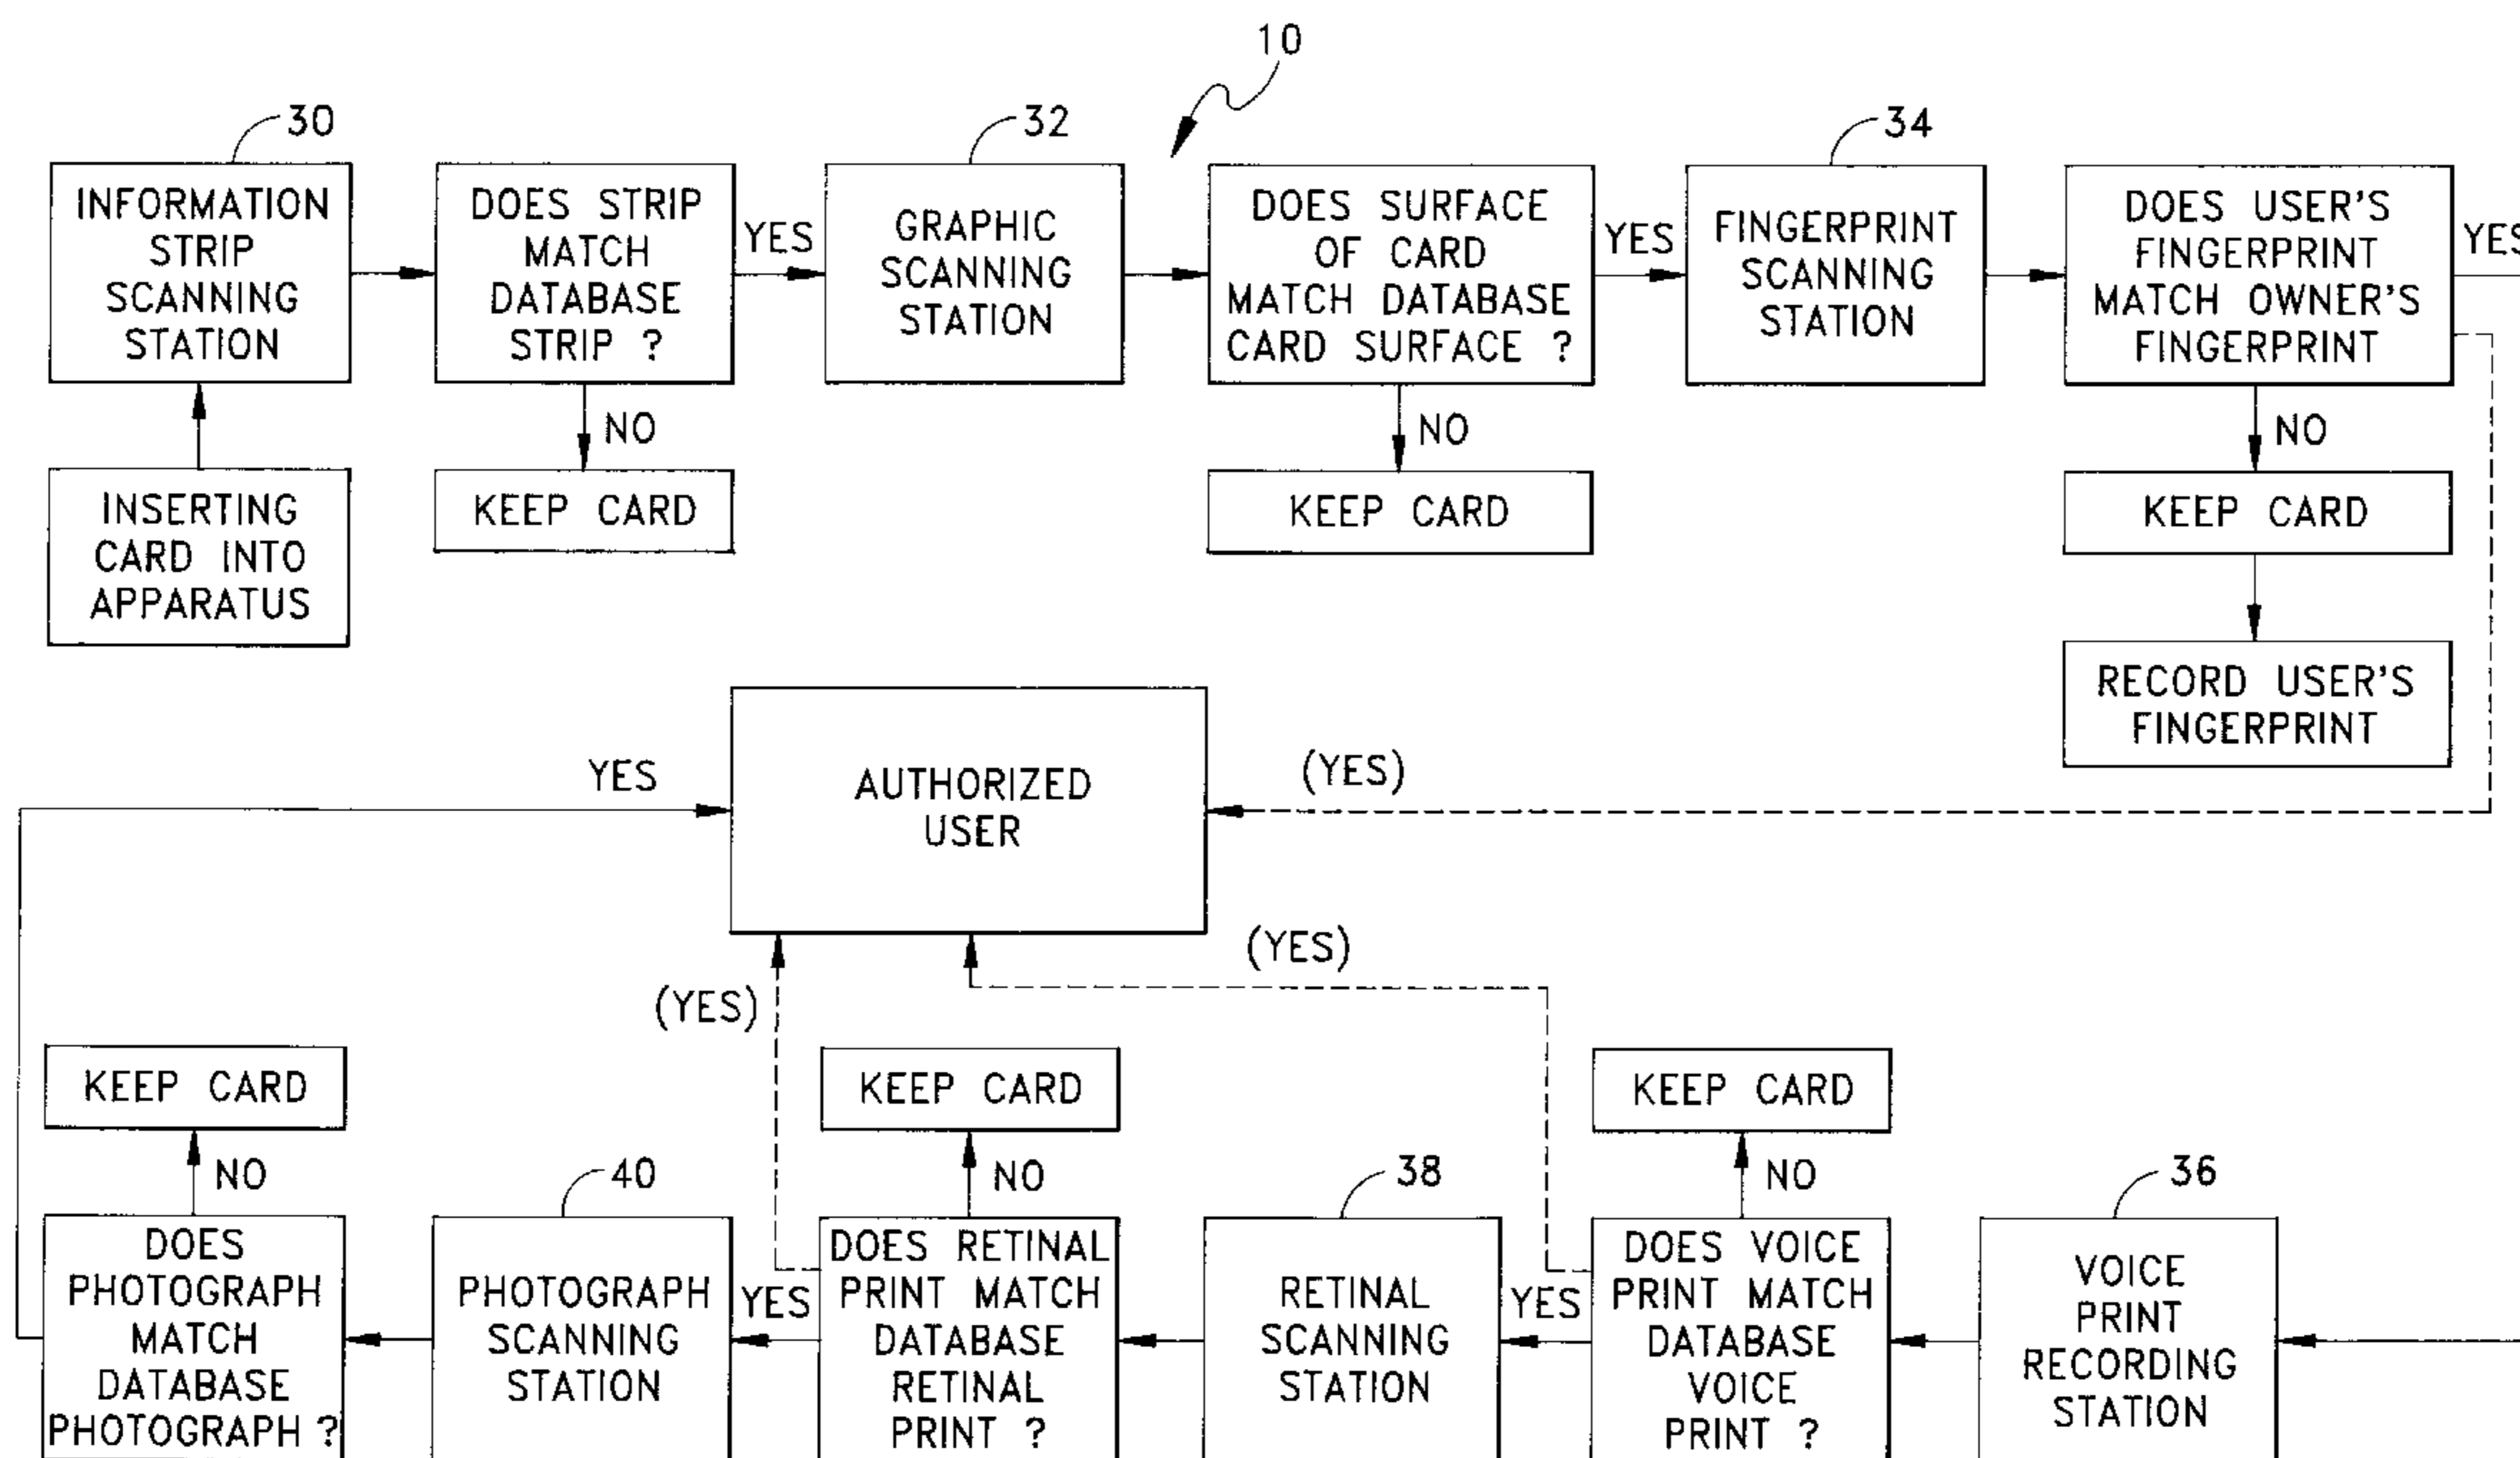 10
30
32
34
INFORMATION
STRIP
SCANNING
STATION
DOES STRIP
MATCH
DATABASE
STRIP ?
YES
GRAPHIC
SCANNING
STATION
DOES SURFACE
OF CARD
MATCH DATABASE
CARD SURFACE ?
YES
FINGERPRINT
SCANNING
STATION
DOES USER'S
FINGERPRINT
MATCH OWNER'S
FINGERPRINT
YES
NO
NO
NO
INSERTING
CARD INTO
APPARATUS
KEEP CARD
KEEP CARD
KEEP CARD
RECORD USER'S
FINGERPRINT
YES
AUTHORIZED
USER
(YES)
(YES)
(YES)
KEEP CARD
KEEP CARD
KEEP CARD
NO
40
NO
38
NO
36
DOES
PHOTOGRAPH
MATCH
DATABASE
PHOTOGRAPH ?
PHOTOGRAPH
SCANNING
STATION
YES
DOES RETINAL
PRINT MATCH
DATABASE
RETINAL
PRINT ?
RETINAL
SCANNING
STATION
YES
DOES VOICE
PRINT MATCH
DATABASE
VOICE
PRINT ?
VOICE
PRINT
RECORDING
STATION